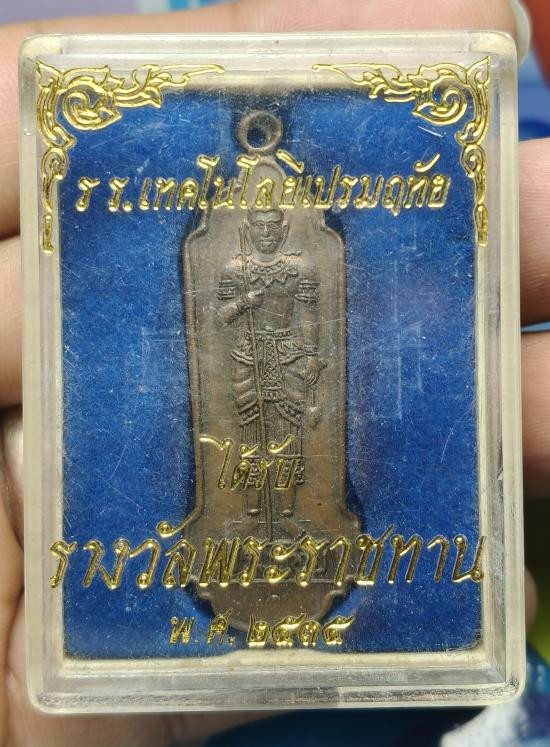 ร ร.เทคโนโลยีเปรมฤทัย
ได้รับ
รางวัลพระราชทาน
พ.ศ.๒๕๓๕